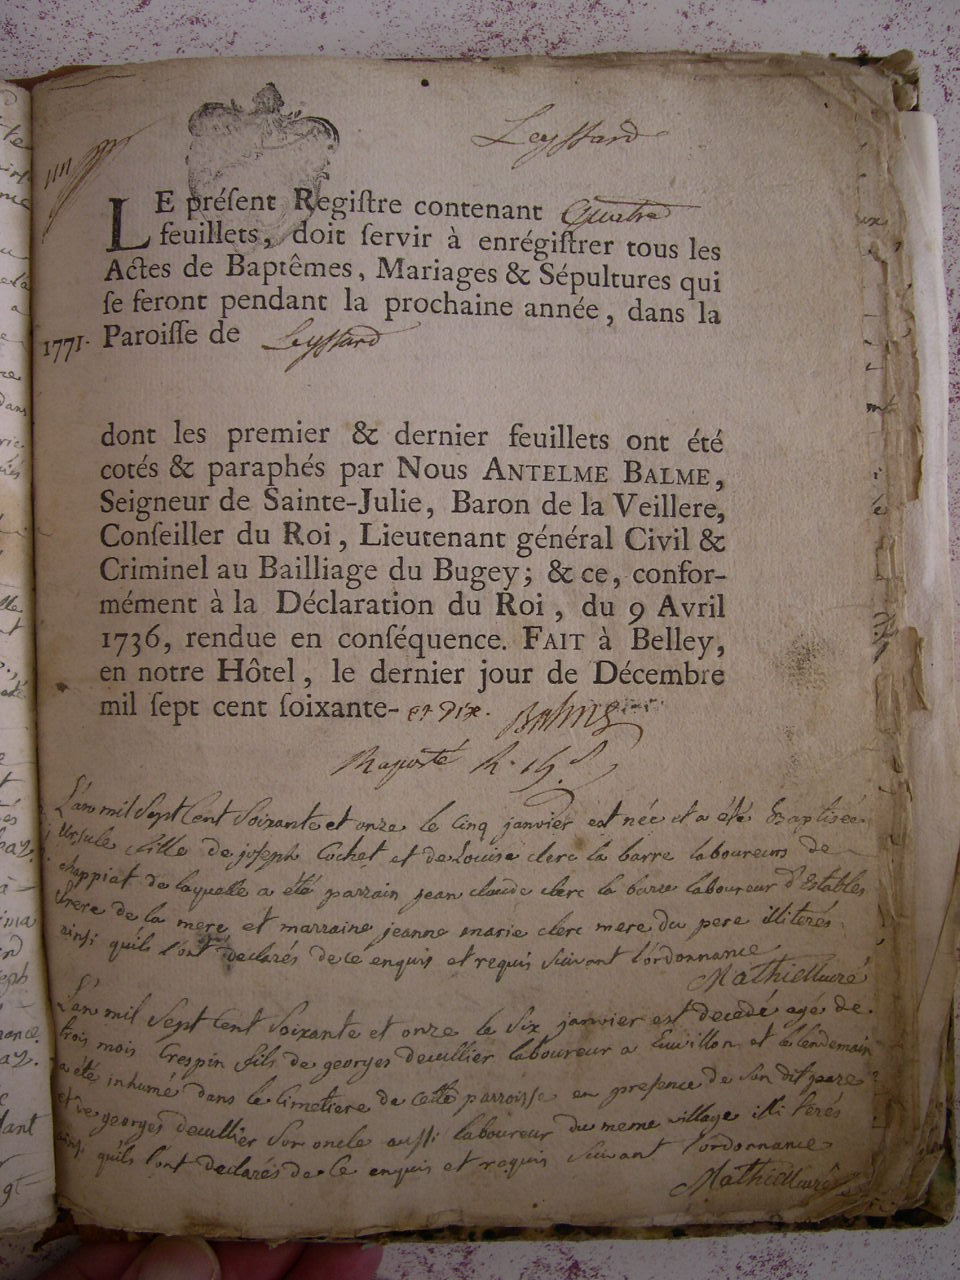 Leyssard
LE préſent Regiſtre contenant Quatre
feuillets, doit ſervir à enrégiſtrer tous les
Actes de Baptêmes, Mariages & Sépultures qui
ſe feront pendant la prochaine année, dans la
1771. Paroiſſe de Leyssard
dont les premier & dernier feuillets ont été
cotés & paraphés par Nous ANTELME BALME,
Seigneur de Sainte-Julie, Baron de la Veillere,
Conſeiller du Roi, Lieutenant général Civil &
Criminel au Bailliage du Bugey; & ce, confor-
mément à la Déclaration du Roi, du 9 Avril
1736, rendue en conſéquence. FAIT à Belley,
en notre Hôtel, le dernier jour de Décembre
mil ſept cent ſoixante- et dix. Balme
L'an mil Sept Cent Soixante et onze le Cinq janvier est née et a été Baptisée
Ursule fille de joseph Cochet et de Louise clerc la barre laboureurs de
chappiat de laquelle a été parrain jean claude clerc la barre laboureur d'Estables
frere de la mere et marraine jeanne marie clerc mere du pere illiterés
ainsi quils l'ont declarés de ce enquis et requis suivant l'ordonnance
Mathieu curé
L'an mil Sept Cent Soixante et onze le Six janvier est decedé agé de
trois mois Crespin fils de georges decullier laboureur a et le lendemain
a été inhumé dans le Cimetiere de Cette parroisse en presence de son dit pere
et de georges decullier son oncle aussi laboureur du meme village illiterés
ainsi quils l'ont declarés de Ce enquis et requis suivant l'ordonnance
Mathieu curé